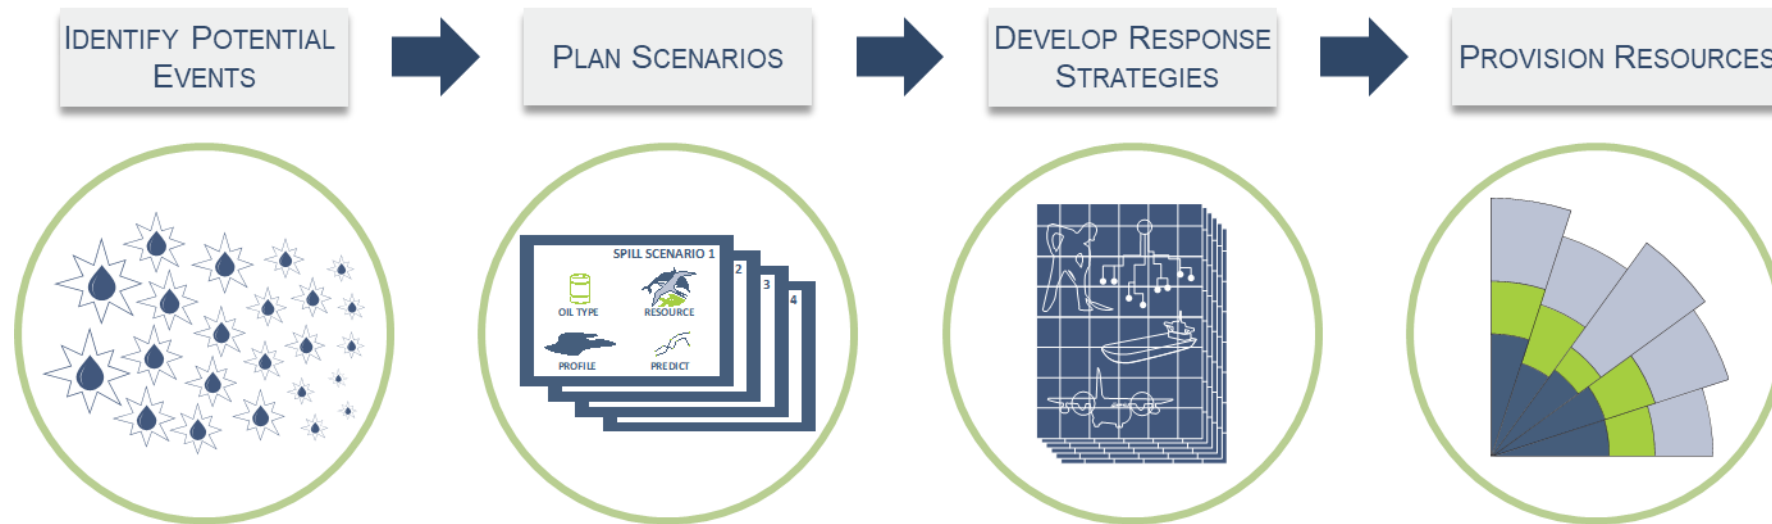 IDENTIFY POTENTIAL
EVENTS
PLAN SCENARIOS
DEVELOP RESPONSE
STRATEGIES
PROVISION RESOURCES
SPILL SCENARIO 1
2
3
4
OIL TYPE
RESOURCE
PROFILE
PREDICT